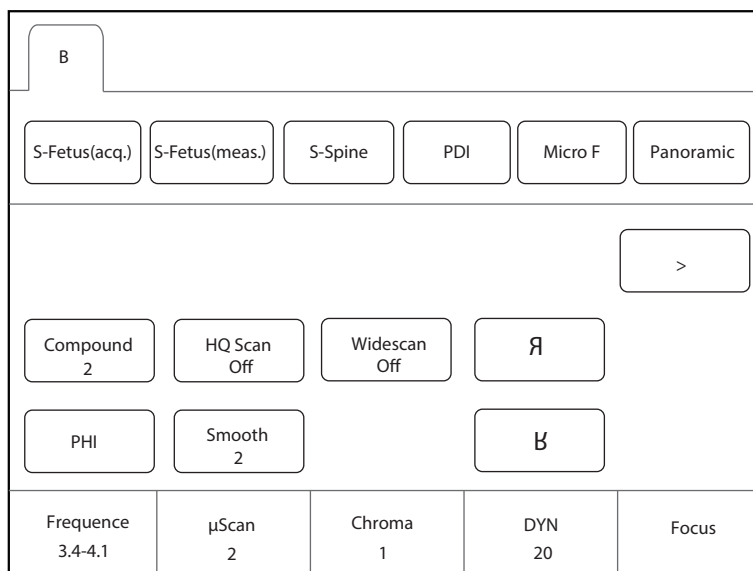 B
S-Fetus(acq.) S-Fetus(meas.) S-Spine PDI Micro F Panoramic
>
Compound HQ Scan Widescan Я
2 Off Off
PHI Smooth ʁ
2
Frequence μScan Chroma DYN Focus
3.4-4.1 2 1 20